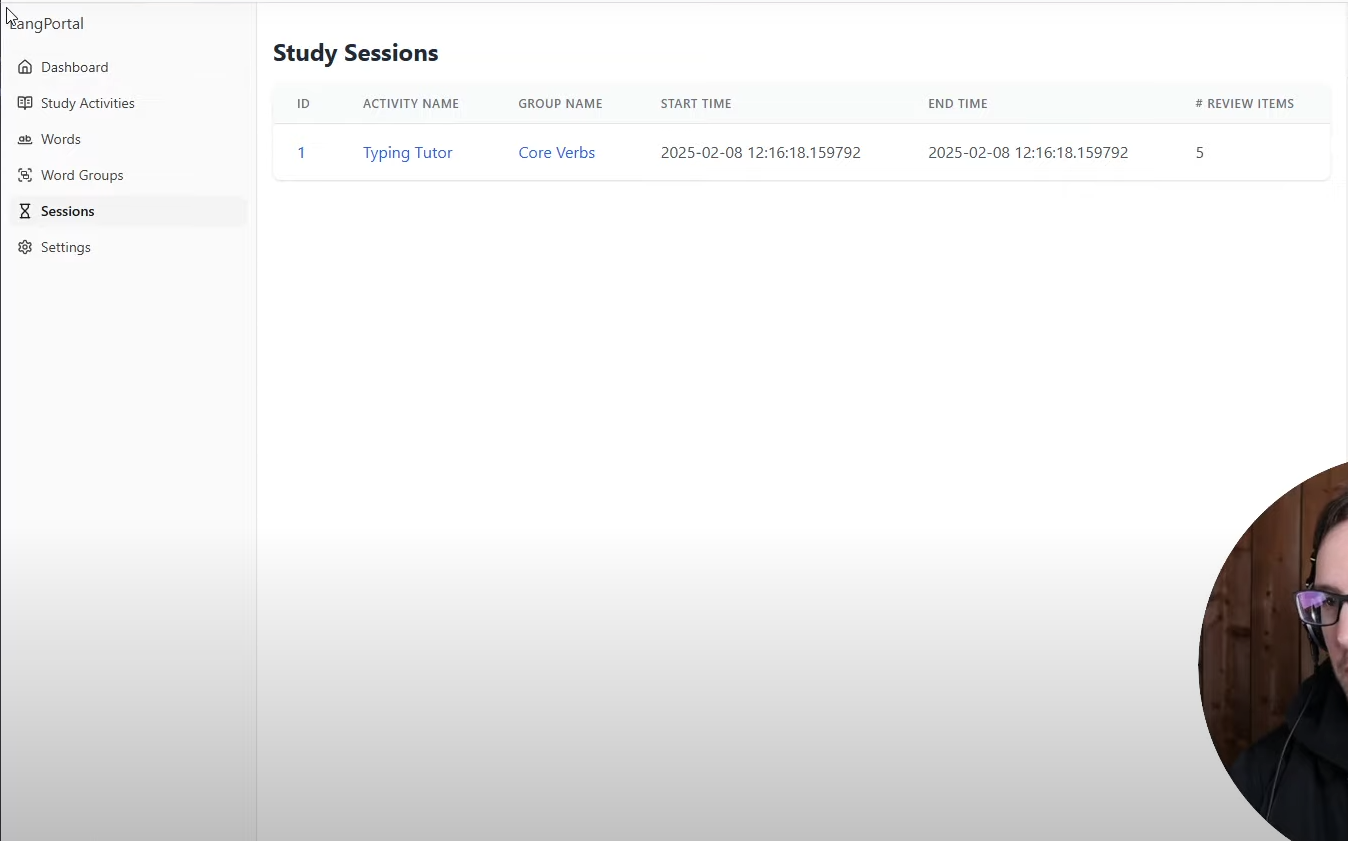 LangPortal
Dashboard
Study Activities
Words
Word Groups
Sessions
Settings
Study Sessions
ID ACTIVITY NAME GROUP NAME START TIME END TIME # REVIEW ITEMS
1 Typing Tutor Core Verbs 2025-02-08 12:16:18.159792 2025-02-08 12:16:18.159792 5